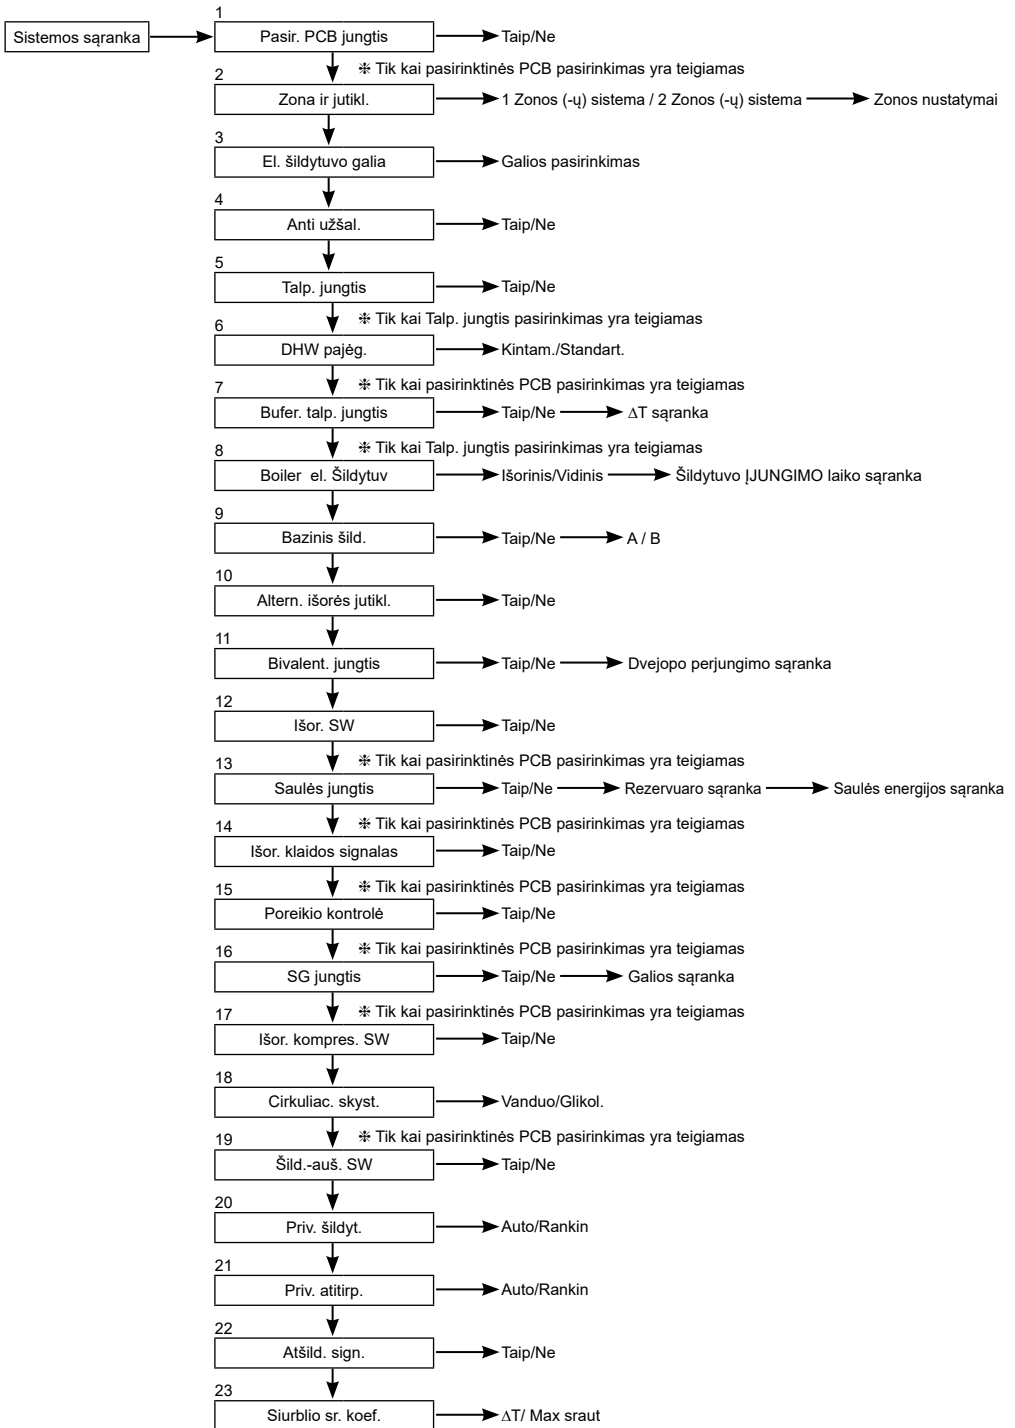 1
Sistemos sąranka
Pasir. PCB jungtis
Taip/Ne
❉ Tik kai pasirinktinės PCB pasirinkimas yra teigiamas
2
Zona ir jutikl.
1 Zonos (-ų) sistema / 2 Zonos (-ų) sistema
Zonos nustatymai
3
El. šildytuvo galia
Galios pasirinkimas
4
Anti užšal.
Taip/Ne
5
Talp. jungtis
Taip/Ne
❉ Tik kai Talp. jungtis pasirinkimas yra teigiamas
6
DHW pajėg.
Kintam./Standart.
❉ Tik kai pasirinktinės PCB pasirinkimas yra teigiamas
7
Bufer. talp. jungtis
Taip/Ne
∆T sąranka
❉ Tik kai Talp. jungtis pasirinkimas yra teigiamas
8
Boiler el. Šildytuv
Išorinis/Vidinis
Šildytuvo ĮJUNGIMO laiko sąranka
9
Bazinis šild.
Taip/Ne
A / B
10
Altern. išorės jutikl.
Taip/Ne
11
Bivalent. jungtis
Taip/Ne
Dvejopo perjungimo sąranka
12
Išor. SW
Taip/Ne
❉ Tik kai pasirinktinės PCB pasirinkimas yra teigiamas
13
Saulės jungtis
Taip/Ne
Rezervuaro sąranka
Saulės energijos sąranka
❉ Tik kai pasirinktinės PCB pasirinkimas yra teigiamas
14
Išor. klaidos signalas
Taip/Ne
❉ Tik kai pasirinktinės PCB pasirinkimas yra teigiamas
15
Poreikio kontrolė
Taip/Ne
❉ Tik kai pasirinktinės PCB pasirinkimas yra teigiamas
16
SG jungtis
Taip/Ne
Galios sąranka
❉ Tik kai pasirinktinės PCB pasirinkimas yra teigiamas
17
Išor. kompres. SW
Taip/Ne
18
Cirkuliac. skyst.
Vanduo/Glikol.
❉ Tik kai pasirinktinės PCB pasirinkimas yra teigiamas
19
Šild.-auš. SW
Taip/Ne
20
Priv. šildyt.
Auto/Rankin
21
Priv. atitirp.
Auto/Rankin
22
Atšild. sign.
Taip/Ne
23
Siurblio sr. koef.
∆T/ Max sraut